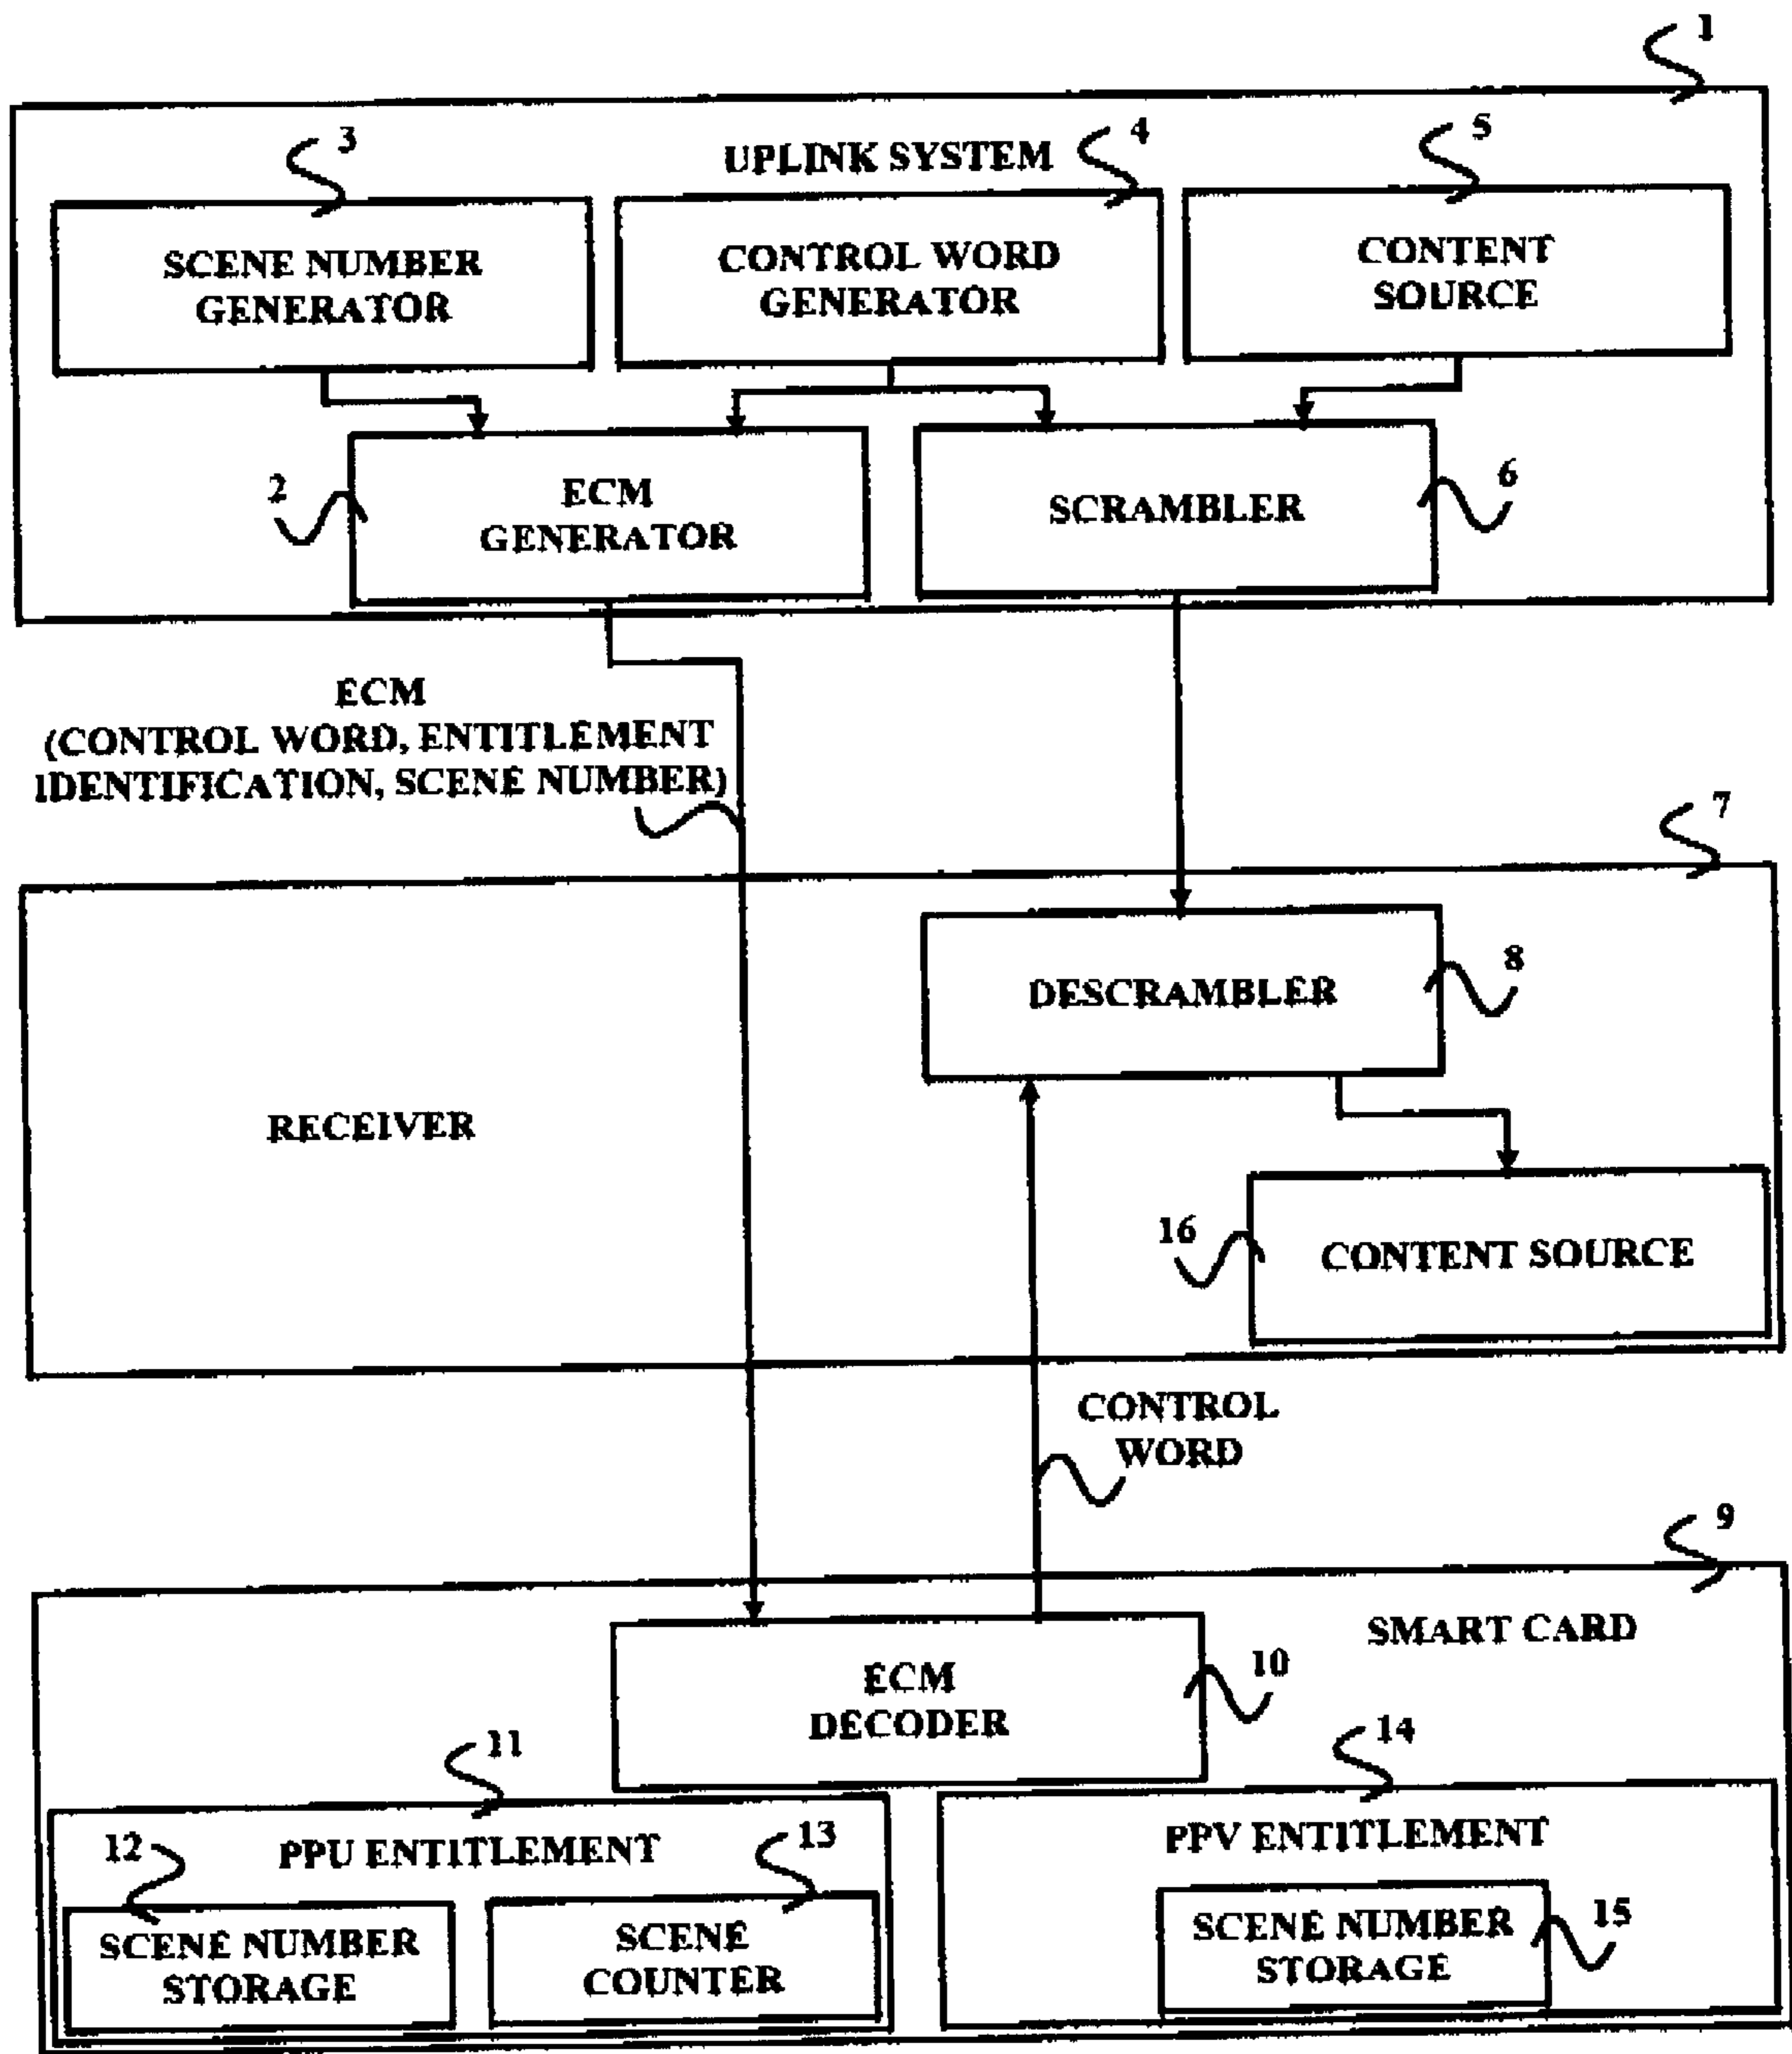 1
UPLINK SYSTEM
3
4
5
SCENE NUMBER
GENERATOR
CONTROL WORD
GENERATOR
CONTENT
SOURCE
2
ECM
GENERATOR
SCRAMBLER
6
ECM
(CONTROL WORD, ENTITLEMENT
IDENTIFICATION, SCENE NUMBER)
7
DESCRAMBLER
8
RECEIVER
16
CONTENT SOURCE
CONTROL
WORD
9
SMART CARD
ECM
DECODER
10
11
14
PPU ENTITLEMENT
12
13
SCENE NUMBER
STORAGE
SCENE
COUNTER
PPV ENTITLEMENT
SCENE NUMBER
STORAGE
15